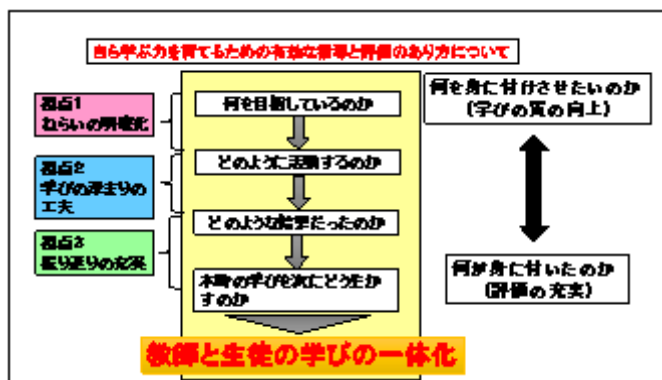 自ら学ぶ力を育てるための有効な指導と評価のあり方について
視点1
ねらいの明確化
視点2
学びの深まりの
工夫
視点3
振り返りの充実
何を目指しているのか
どのように活動するのか
どのような結果だったのか
本時の学びを次にどう生か
すのか
教師と生徒の学びの一体化
何を身に付けさせたいのか
(学びの質の向上)
何が身に付いたのか
(評価の充実)